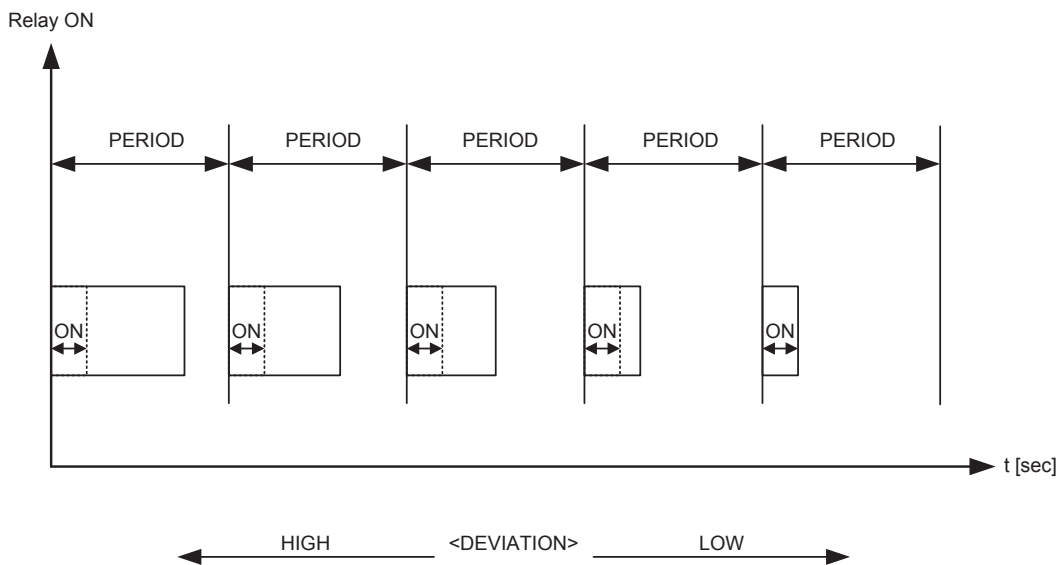 Relay ON
PERIOD PERIOD PERIOD PERIOD PERIOD
ON ON ON ON ON
t [sec]
HIGH <DEVIATION> LOW